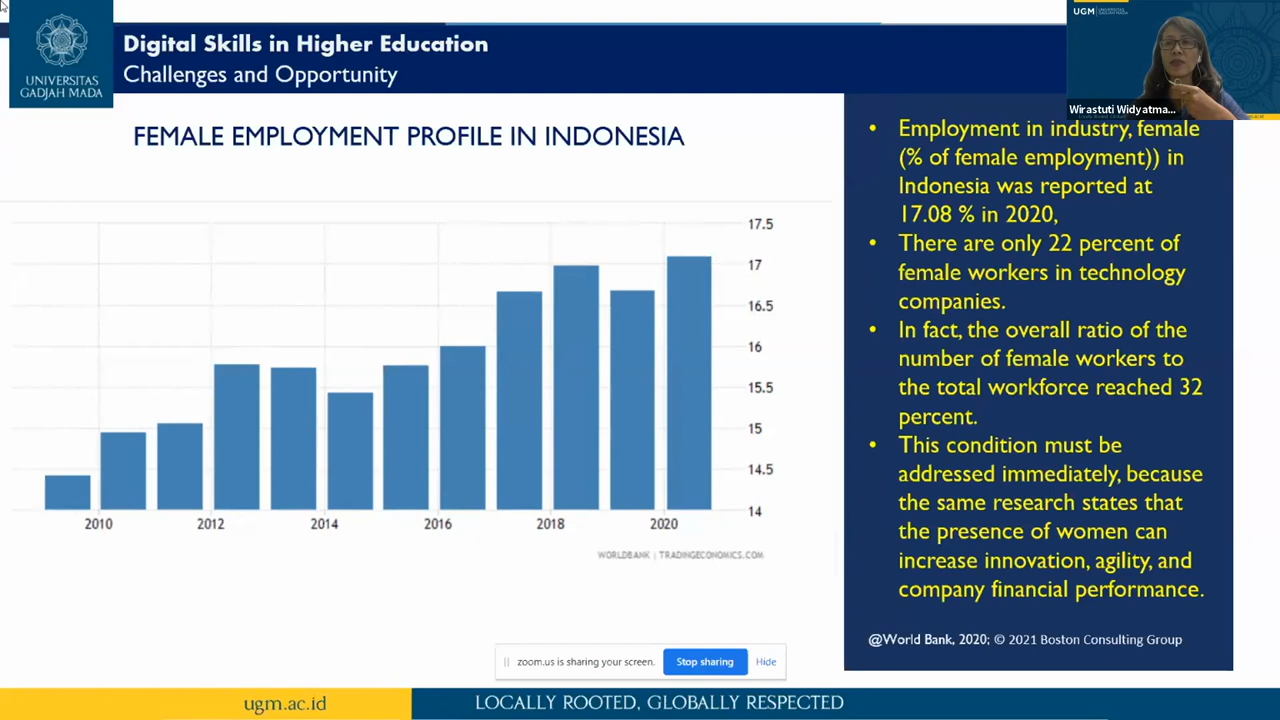 UNIVERSITAS
GADJAH MADA
Digital Skills in Higher Education
Challenges and Opportunity
UGM
UNIVERSITAS
GADJAH MADA
Wirastuti Widyatma...
FEMALE EMPLOYMENT PROFILE IN INDONESIA
17.5
17
16.5
16
15.5
15
14.5
14
2010 2012 2014 2016 2018 2020
WORLDBANK | TRADINGECONOMICS.COM
• Employment in industry, female
(% of female employment)) in
Indonesia was reported at
17.08 % in 2020,
• There are only 22 percent of
female workers in technology
companies.
• In fact, the overall ratio of the
number of female workers to
the total workforce reached 32
percent.
• This condition must be
addressed immediately, because
the same research states that
the presence of women can
increase innovation, agility, and
company financial performance.
@World Bank, 2020; © 2021 Boston Consulting Group
zoom.us is sharing your screen. Stop sharing Hide
ugm.ac.id
LOCALLY ROOTED, GLOBALLY RESPECTED